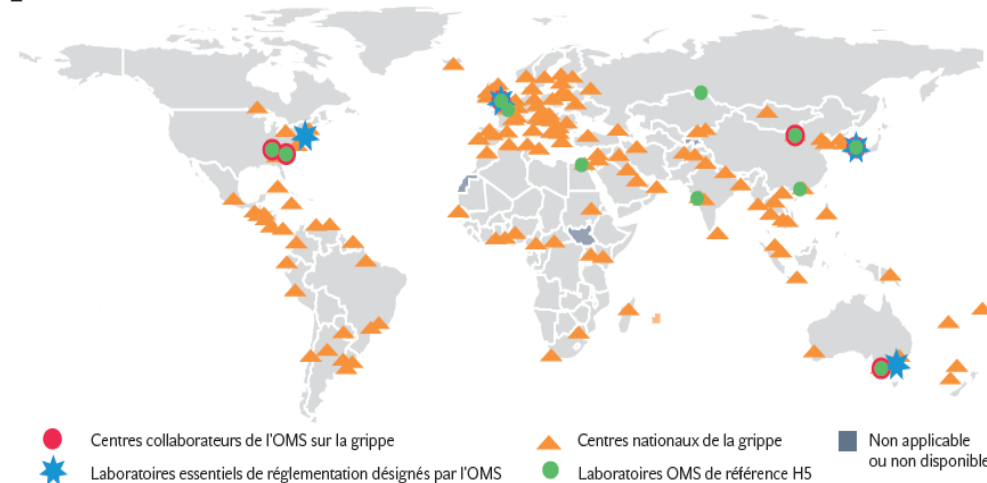 Centres collaborateurs de l'OMS sur la grippe
Centres nationaux de la grippe
Non applicable
ou non disponible
Laboratoires essentiels de réglementation désignés par l'OMS
Laboratoires OMS de référence H5